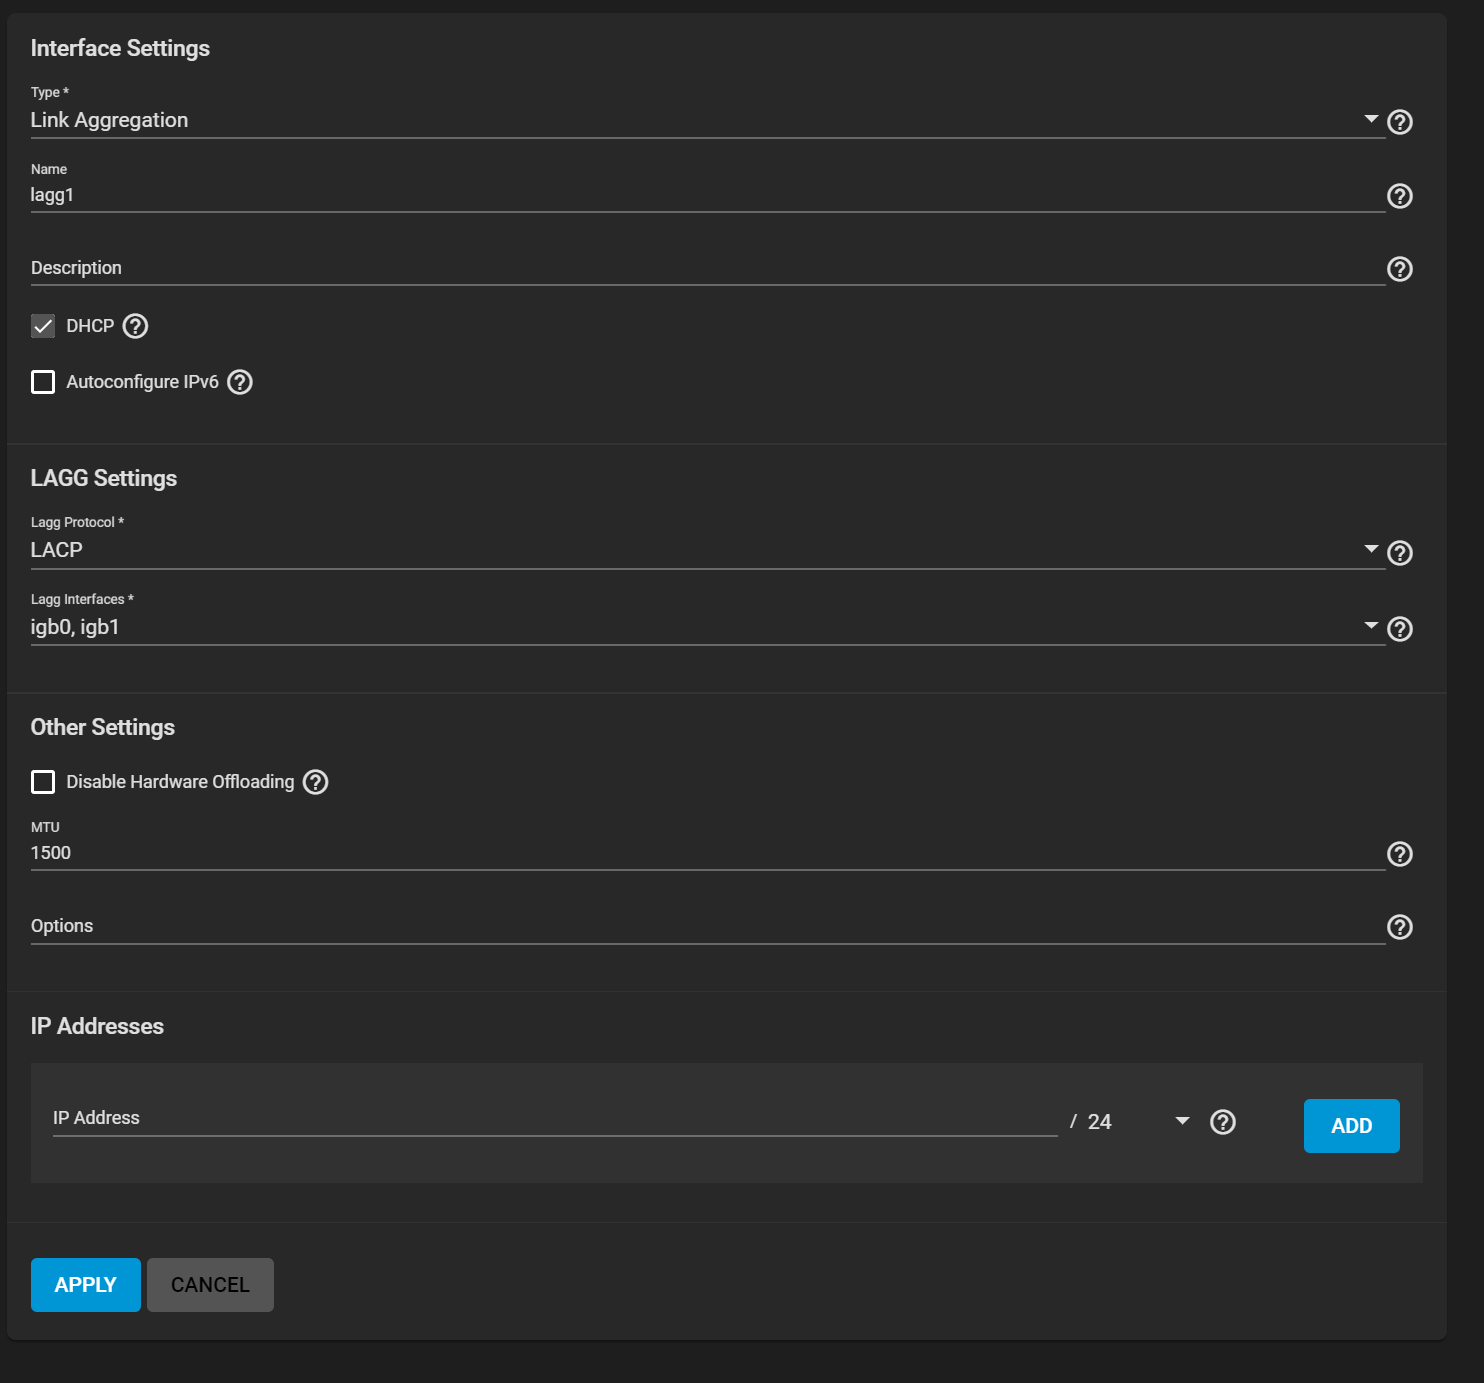 Interface Settings
Type *
Link Aggregation
Name
lagg1
Description
DHCP
Autoconfigure IPv6
LAGG Settings
Lagg Protocol *
LACP
Lagg Interfaces *
igb0, igb1
Other Settings
Disable Hardware Offloading
MTU
1500
Options
IP Addresses
IP Address / 24 ADD
APPLY CANCEL